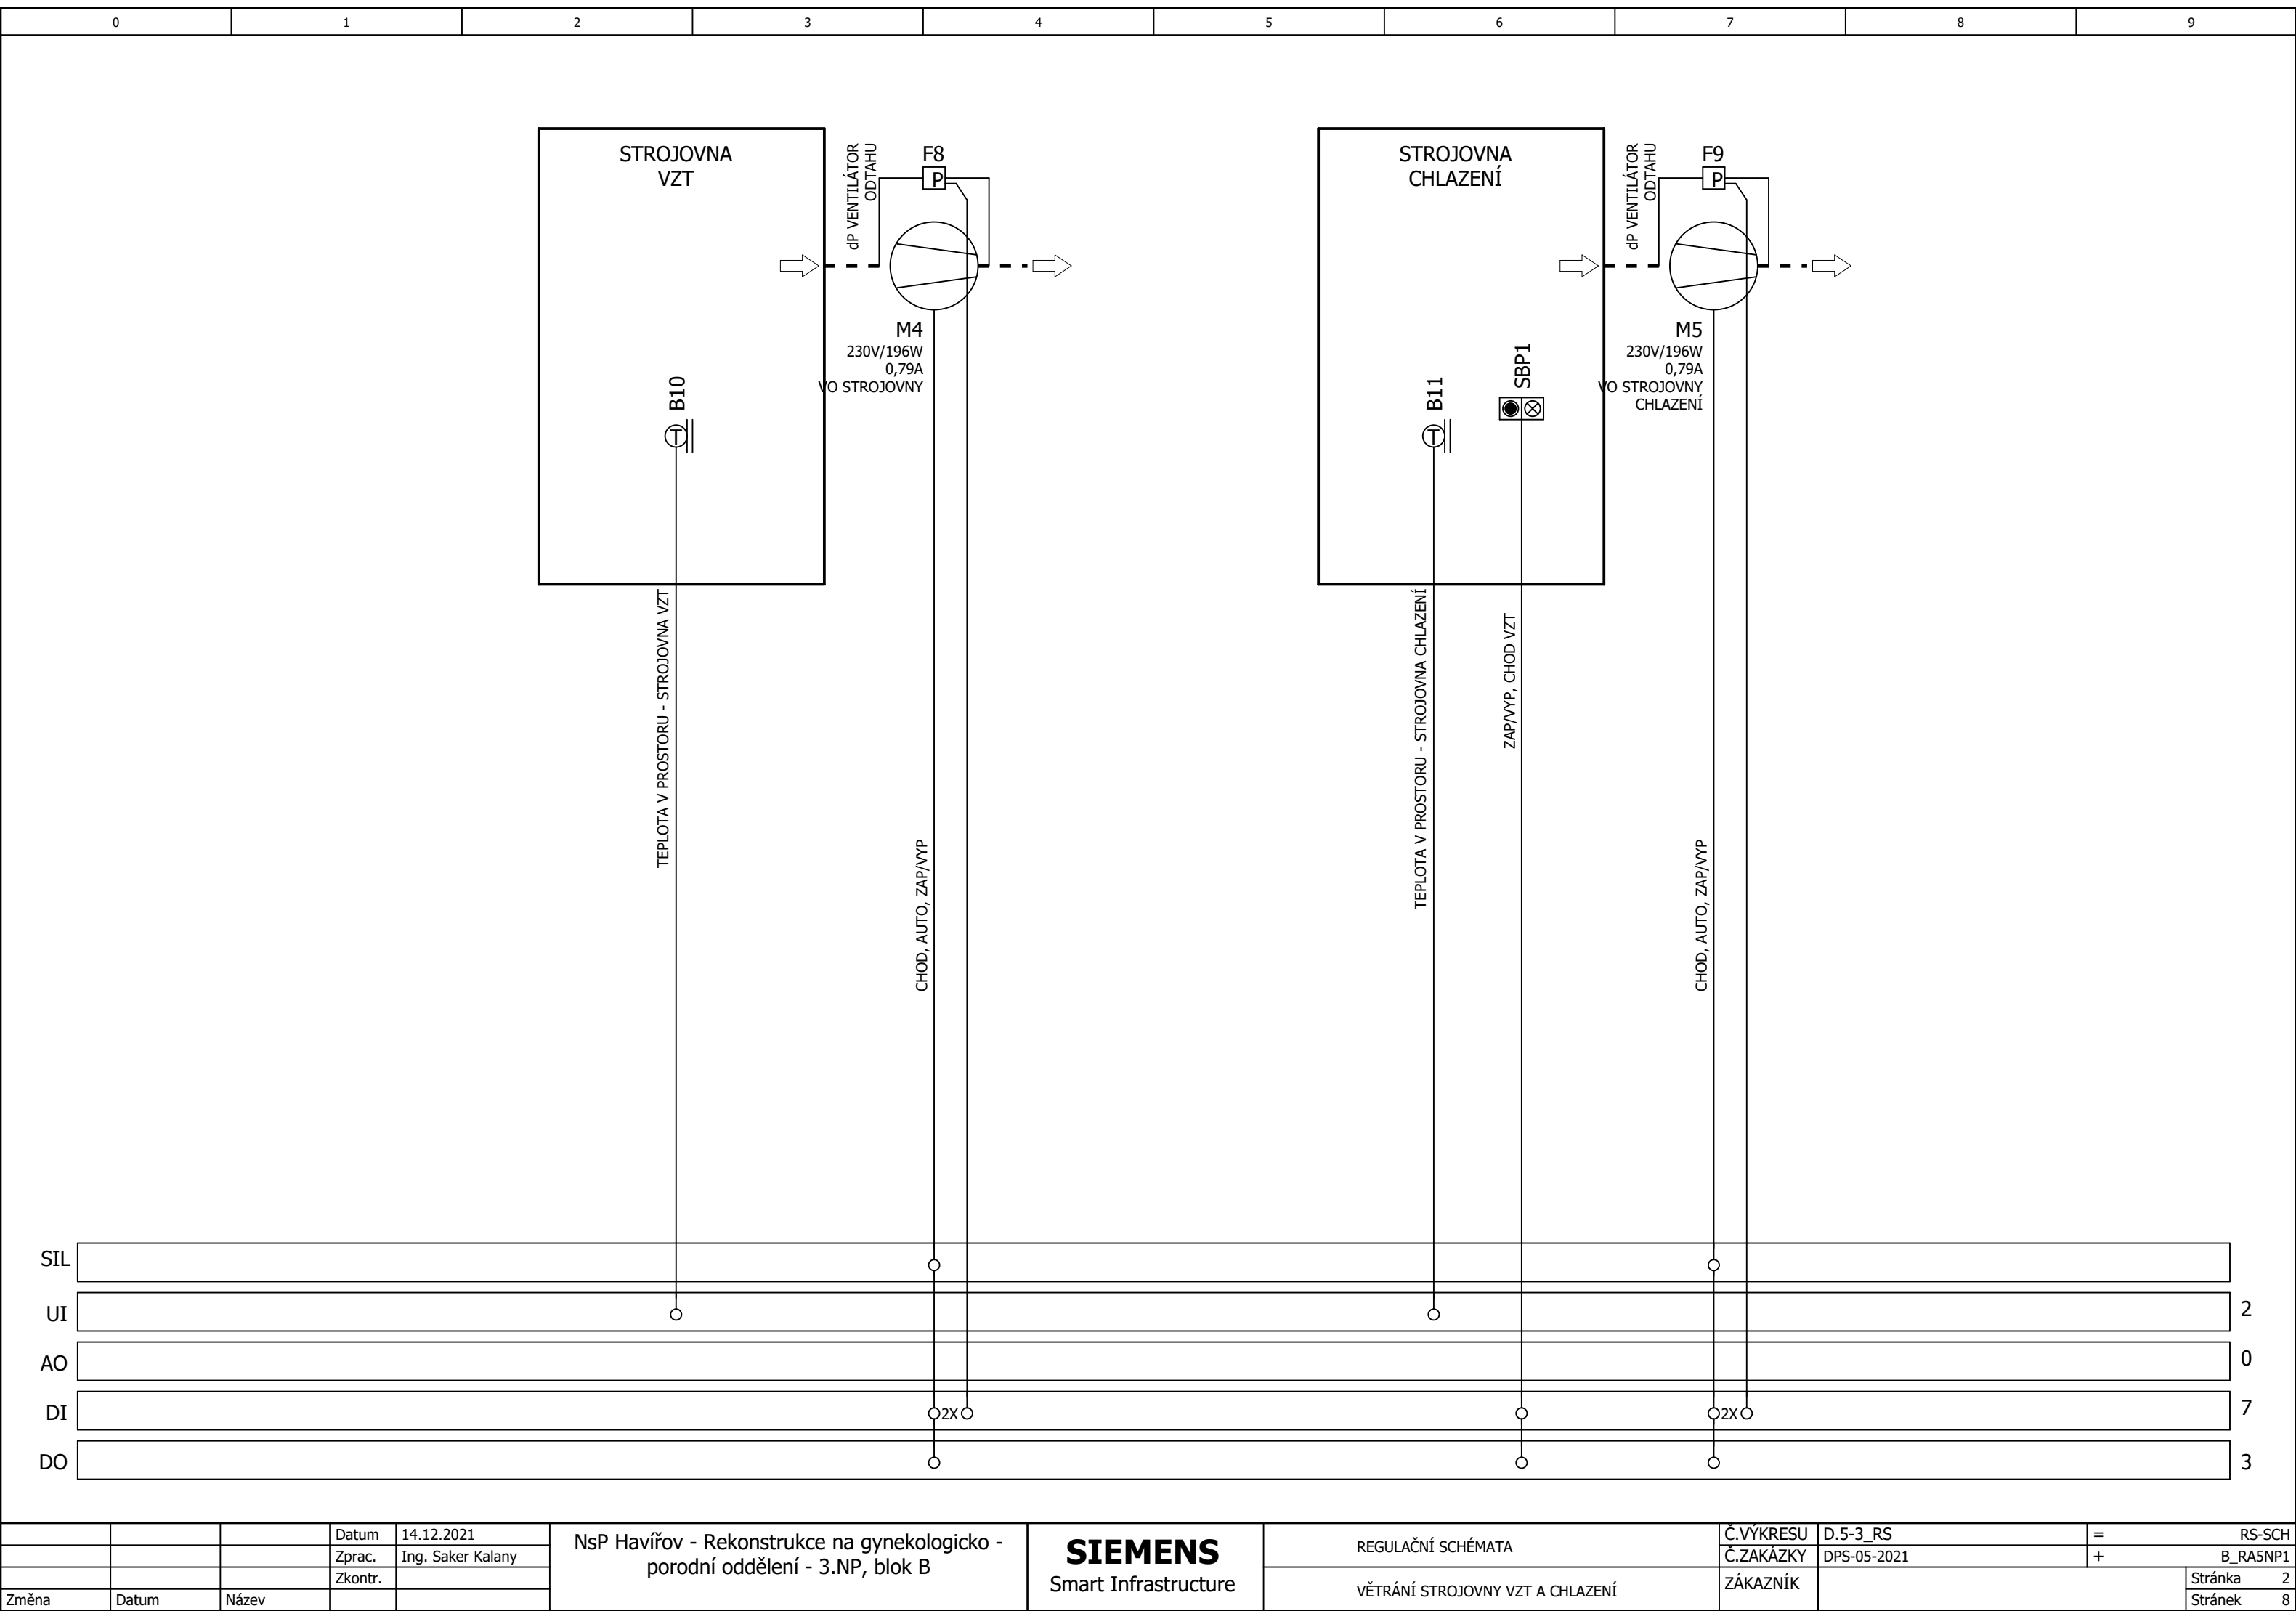 0 1 2 3 4 5 6 7 8 9
STROJOVNA
VZT
dP VENTILÁTOR
ODTAHU
F8
P
M4
230V/196W
0,79A
VO STROJOVNY
B10
T
TEPLOTA V PROSTORU - STROJOVNA VZT
CHOD, AUTO, ZAP/VYP
STROJOVNA
CHLAZENÍ
dP VENTILÁTOR
ODTAHU
F9
P
M5
230V/196W
0,79A
VO STROJOVNY
CHLAZENÍ
B11
T
SBP1
TEPLOTA V PROSTORU - STROJOVNA CHLAZENÍ
ZAP/VYP, CHOD VZT
CHOD, AUTO, ZAP/VYP
SIL
UI 2
AO 0
DI 2X 2X 7
DO 3
Datum 14.12.2021
Zprac. Ing. Saker Kalany
Zkontr.
Změna Datum Název
NsP Havířov - Rekonstrukce na gynekologicko -
porodní oddělení - 3.NP, blok B
SIEMENS
Smart Infrastructure
REGULAČNÍ SCHÉMATA
VĚTRÁNÍ STROJOVNY VZT A CHLAZENÍ
Č.VÝKRESU D.5-3_RS = RS-SCH
Č.ZAKÁZKY DPS-05-2021 + B_RA5NP1
ZÁKAZNÍK
Stránka 2
Stránek 8